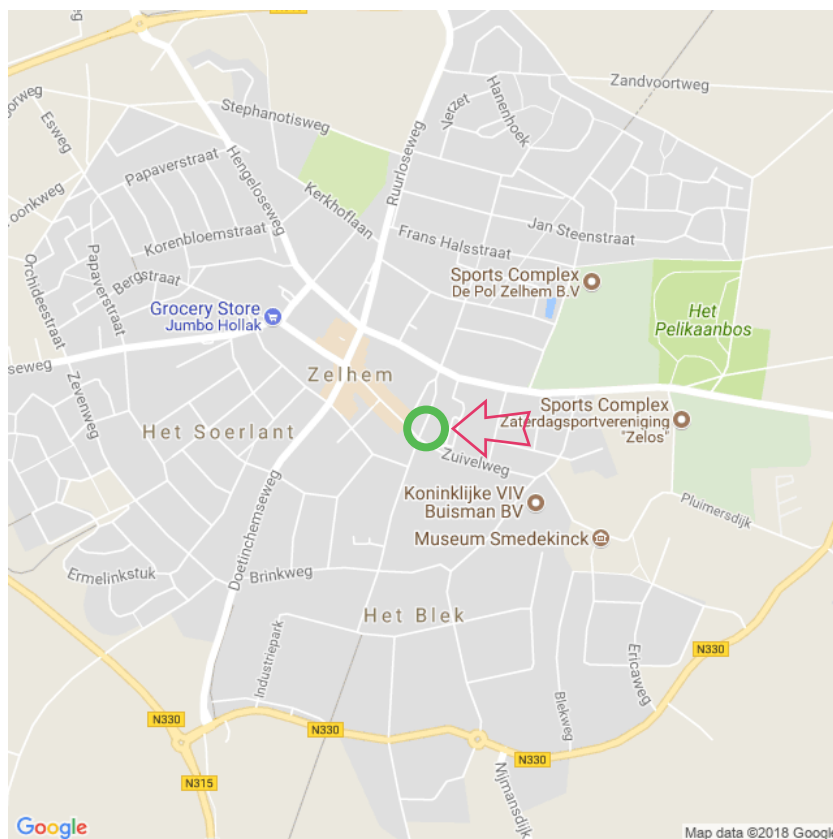 Zandvoortweg
Hanenhoek
Verzet
Stephanotisweg
Esweg
Papaverstraat
Hengeloseweg
Ruurloseweg
Kerkhoflaan
Jan Steenstraat
Frans Halsstraat
Korenbloemstraat
Papaverstraat
Bergstraat
Orchideestraat
Sports Complex
De Pol Zelhem B.V
Grocery Store
Jumbo Hollak
Het
Pelikaanbos
seweg
Zelhem
Zevenweg
Sports Complex
Zaterdagsportvereniging
"Zelos"
Het Soerlant
Zuivelweg
Koninklijke VIV
Buisman BV
Pluimersdijk
Museum Smedekinck
Doetinchemseweg
Ermelinkstuk
Brinkweg
Het Blek
Industriepark
Ericaweg
N330
Blekweg
N330
N330
N330
Nijmansdijk
N315
Google
Map data ©2018 Google